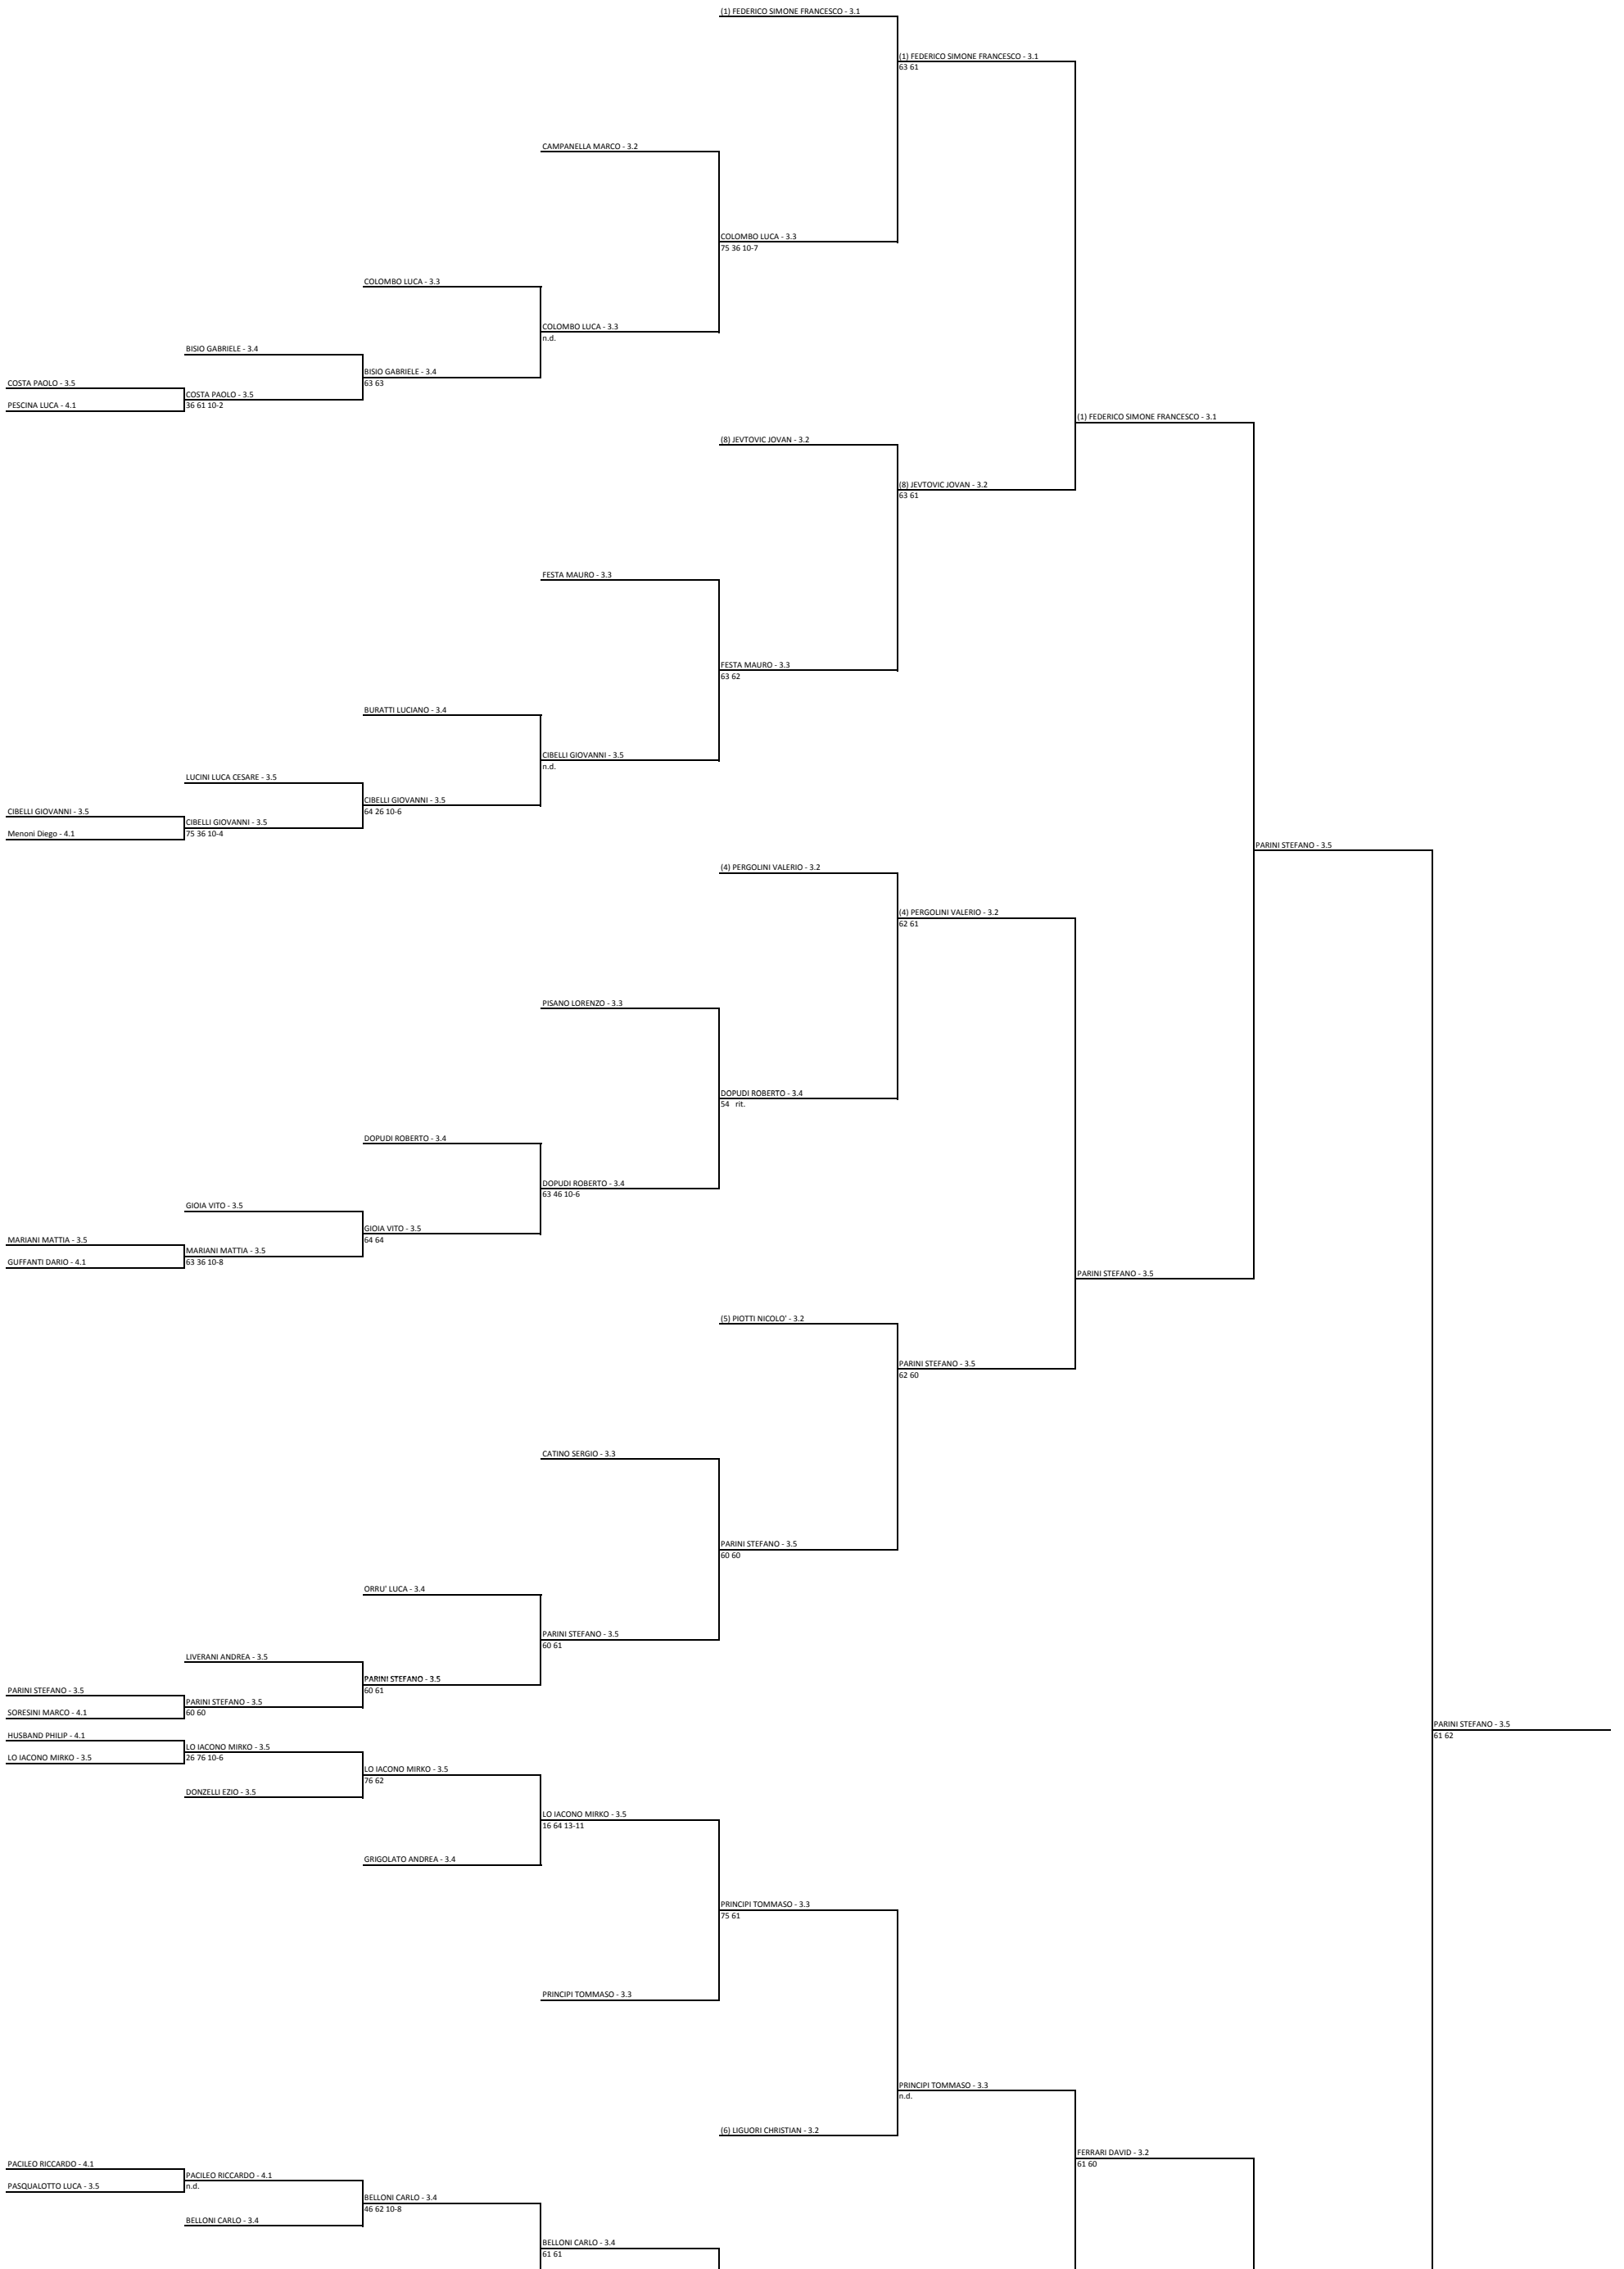 (1) FEDERICO SIMONE FRANCESCO - 3.1
(1) FEDERICO SIMONE FRANCESCO - 3.1
63 61
CAMPANELLA MARCO - 3.2
COLOMBO LUCA - 3.3
75 36 10-7
COLOMBO LUCA - 3.3
COLOMBO LUCA - 3.3
n.d.
BISIO GABRIELE - 3.4
BISIO GABRIELE - 3.4
63 63
COSTA PAOLO - 3.5
COSTA PAOLO - 3.5
36 61 10-2
PESCINA LUCA - 4.1
(1) FEDERICO SIMONE FRANCESCO - 3.1
(8) JEVTOVIC JOVAN - 3.2
(8) JEVTOVIC JOVAN - 3.2
63 61
FESTA MAURO - 3.3
FESTA MAURO - 3.3
63 62
BURATTI LUCIANO - 3.4
CIBELLI GIOVANNI - 3.5
n.d.
LUCINI LUCA CESARE - 3.5
CIBELLI GIOVANNI - 3.5
64 26 10-6
CIBELLI GIOVANNI - 3.5
CIBELLI GIOVANNI - 3.5
75 36 10-4
Menoni Diego - 4.1
PARINI STEFANO - 3.5
(4) PERGOLINI VALERIO - 3.2
(4) PERGOLINI VALERIO - 3.2
62 61
PISANO LORENZO - 3.3
DOPUDI ROBERTO - 3.4
54 rit.
DOPUDI ROBERTO - 3.4
DOPUDI ROBERTO - 3.4
63 46 10-6
GIOIA VITO - 3.5
GIOIA VITO - 3.5
64 64
MARIANI MATTIA - 3.5
MARIANI MATTIA - 3.5
63 36 10-8
GUFFANTI DARIO - 4.1
PARINI STEFANO - 3.5
(5) PIOTTI NICOLO' - 3.2
PARINI STEFANO - 3.5
62 60
CATINO SERGIO - 3.3
PARINI STEFANO - 3.5
60 60
ORRU' LUCA - 3.4
PARINI STEFANO - 3.5
60 61
LIVERANI ANDREA - 3.5
PARINI STEFANO - 3.5
60 61
PARINI STEFANO - 3.5
PARINI STEFANO - 3.5
60 60
SORESINI MARCO - 4.1
PARINI STEFANO - 3.5
61 62
HUSBAND PHILIP - 4.1
LO IACONO MIRKO - 3.5
26 76 10-6
LO IACONO MIRKO - 3.5
LO IACONO MIRKO - 3.5
76 62
DONZELLI EZIO - 3.5
LO IACONO MIRKO - 3.5
16 64 13-11
GRIGOLATO ANDREA - 3.4
PRINCIPI TOMMASO - 3.3
75 61
PRINCIPI TOMMASO - 3.3
PRINCIPI TOMMASO - 3.3
n.d.
(6) LIGUORI CHRISTIAN - 3.2
FERRARI DAVID - 3.2
61 60
PACILEO RICCARDO - 4.1
PACILEO RICCARDO - 4.1
n.d.
PASQUALOTTO LUCA - 3.5
BELLONI CARLO - 3.4
46 62 10-8
BELLONI CARLO - 3.4
BELLONI CARLO - 3.4
61 61